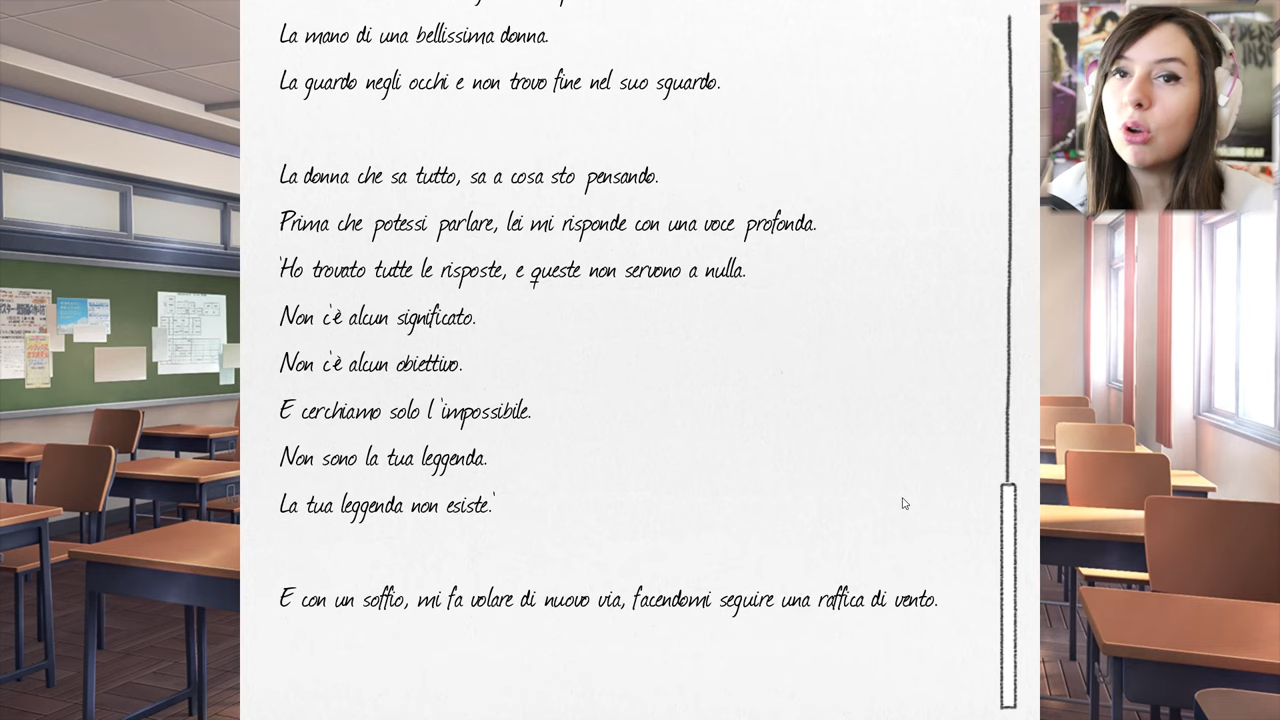 La mano di una bellissima donna.
La guardo negli occhi e non trovo fine nel suo sguardo.
La donna che sa tutto, sa a cosa sto pensando.
Prima che potessi parlare, lei mi risponde con una voce profonda.
'Ho trovato tutte le risposte, e queste non servono a nulla.
Non c'è alcun significato.
Non c'è alcun obiettivo.
E cerchiamo solo l'impossibile.
Non sono la tua leggenda.
La tua leggenda non esiste.'
E con un soffio, mi fa volare di nuovo via, facendomi seguire una raffica di vento.